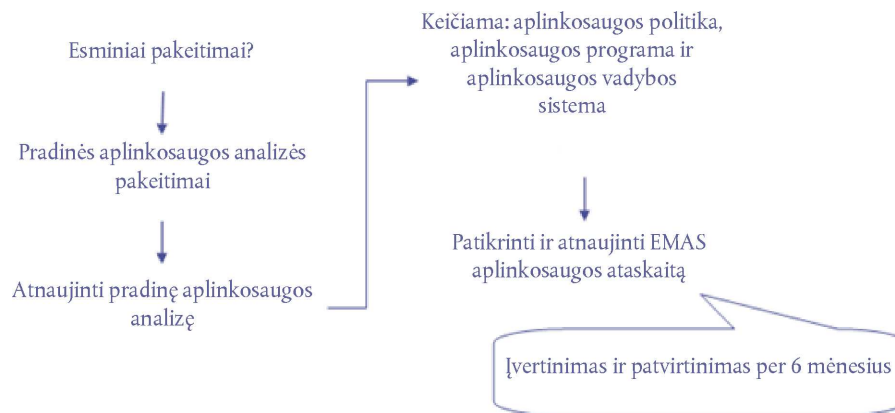 Esminiai pakeitimai?
Pradinės aplinkosaugos analizės
pakeitimai
Atnaujinti pradinę aplinkosaugos
analizę
Keičiama: aplinkosaugos politika,
aplinkosaugos programa ir
aplinkosaugos vadybos
sistema
Patikrinti ir atnaujinti EMAS
aplinkosaugos ataskaitą
Įvertinimas ir patvirtinimas per 6 mėnesius